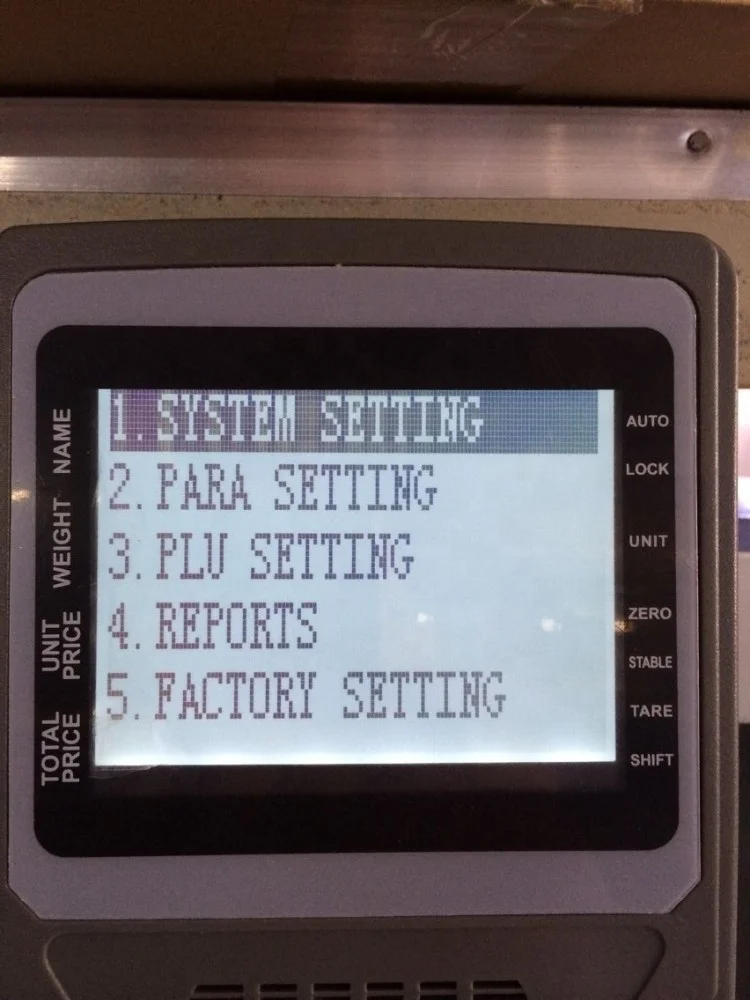 1.SYSTEM SETTING
2.PARA SETTING
3.PLU SETTING
4.REPORTS
5.FACTORY SETTING
NAME
WEIGHT
UNIT
PRICE
TOTAL
PRICE
AUTO
LOCK
UNIT
ZERO
STABLE
TARE
SHIFT